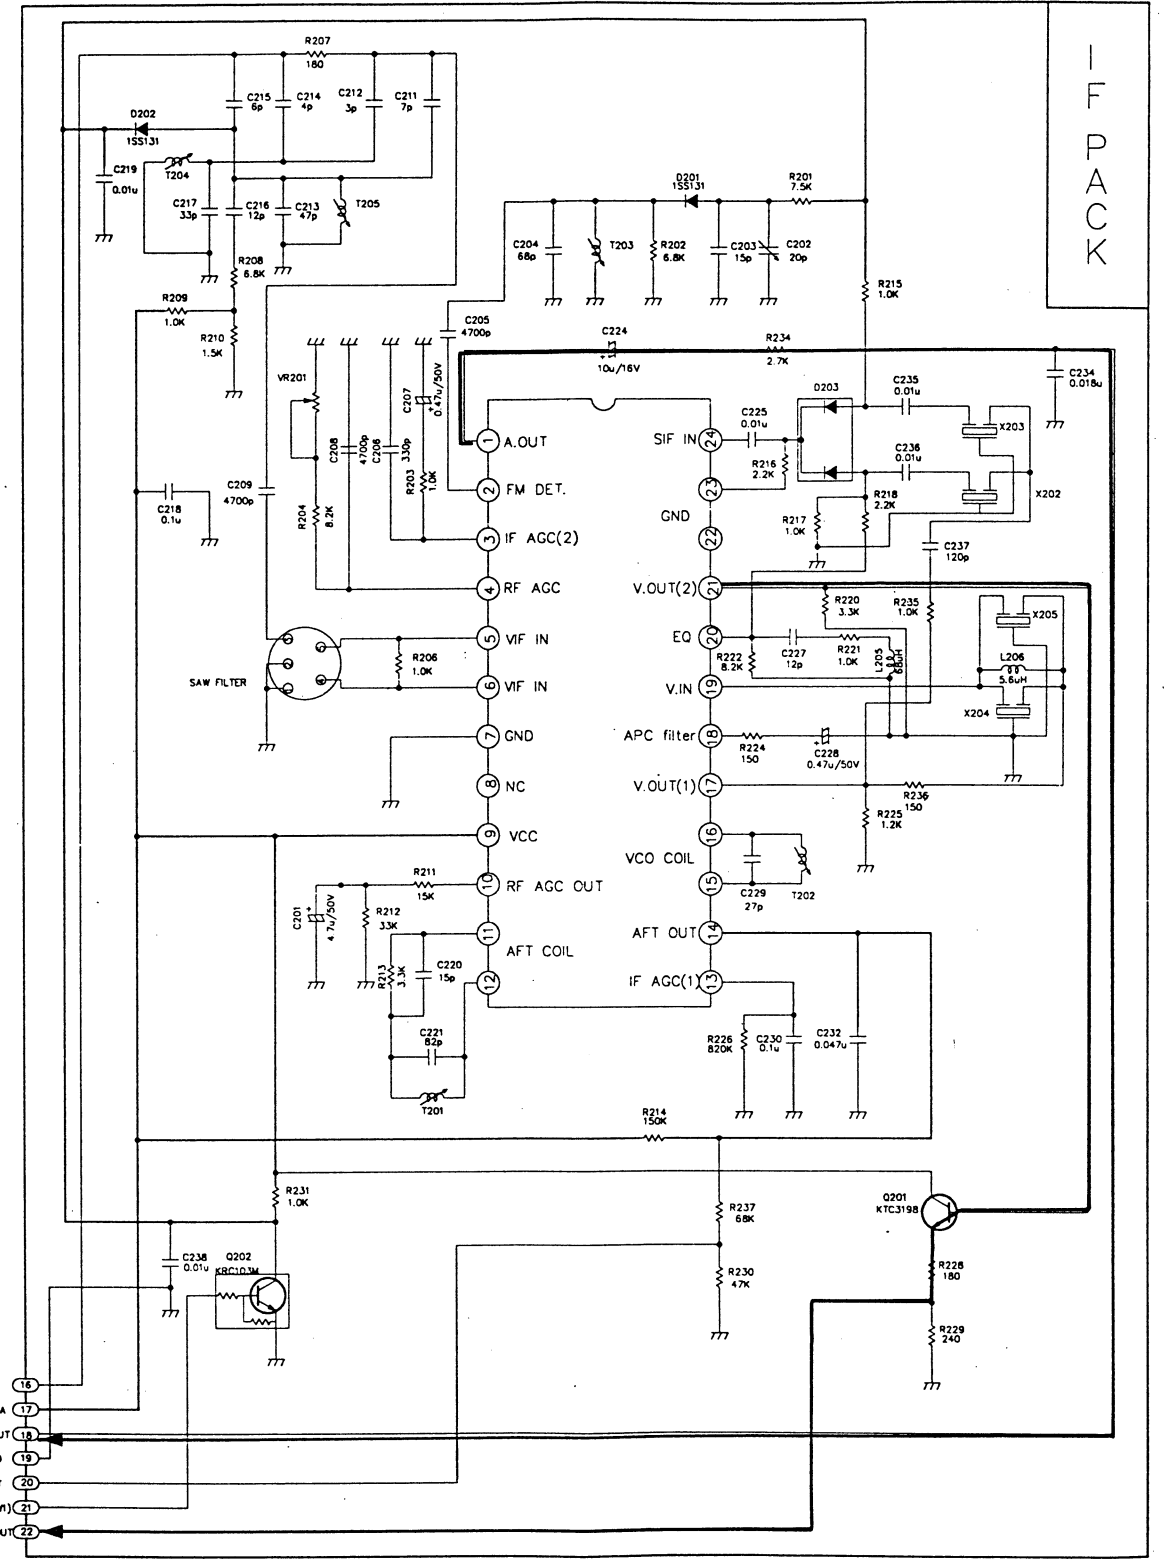 IF PACK
R207
180
C215
6p
C214
4p
C212
3p
C211
7p
D202
1SS131
C219
0.01u
T204
C217
33p
C216
12p
C213
47p
T205
R208
6.8K
R209
1.0K
R210
1.5K
D201
1SS131
R201
7.5K
C204
68p
T203
R202
6.8K
C203
15p
C202
20p
R215
1.0K
C205
4700p
C224
+
10u/16V
R234
2.7K
C234
0.018u
VR201
C208
4700p
C206
330p
C207
+
0.47u/50V
R203
1.0K
R204
8.2K
C209
4700p
C218
0.1u
D203
C225
0.01u
C235
0.01u
X203
C236
0.01u
X202
R216
2.2K
R217
1.0K
R218
2.2K
C237
120p
1
A.OUT
SIF IN
24
2
FM DET.
23
GND
3
IF AGC(2)
22
4
RF AGC
V.OUT(2)
21
5
VIF IN
EQ
20
6
VIF IN
V.IN
19
7
GND
APC filter
18
8
NC
V.OUT(1)
17
9
VCC
16
VCO COIL
10
RF AGC OUT
15
11
AFT OUT
14
AFT COIL
12
IF AGC(1)
13
R220
3.3K
R235
1.0K
X205
R222
8.2K
C227
12p
R221
1.0K
L205
68uH
L206
5.6uH
X204
R224
150
+
C228
0.47u/50V
R236
150
R225
1.2K
C229
27p
T202
SAW FILTER
1
2
3
5
4
R206
1.0K
R211
15K
C201
+
4.7u/50V
R212
33K
R213
3.3K
C220
15p
C221
82p
T201
R226
820K
C230
0.1u
C232
0.047u
R214
150K
R231
1.0K
R237
68K
Q201
KTC3198
C238
0.01u
Q202
KRC103M
R230
47K
R228
180
R229
240
16
A 17
UT 18
19
T 20
1) 21
UT 22